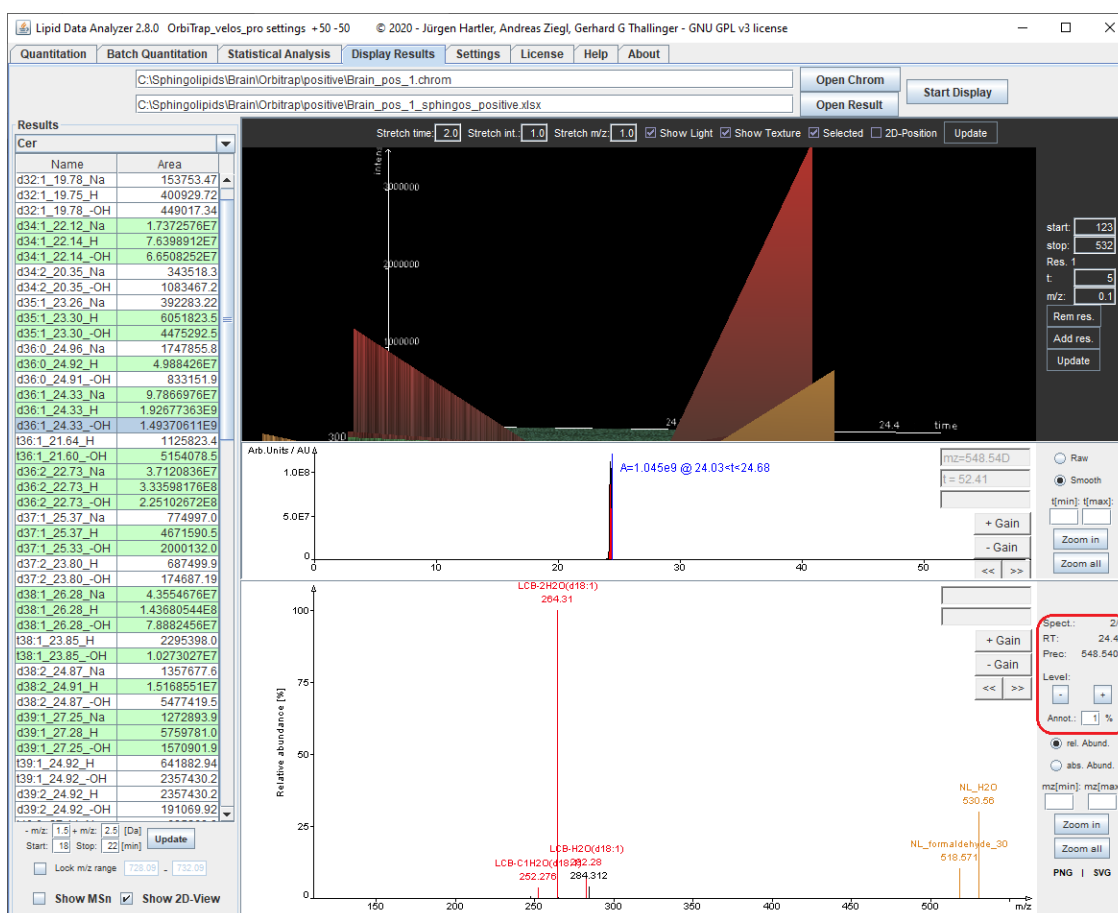 Lipid Data Analyzer 2.8.0 OrbiTrap_velos_pro settings +50 -50 © 2020 - Jürgen Hartler, Andreas Ziegl, Gerhard G Thallinger - GNU GPL v3 license
Quantitation Batch Quantitation Statistical Analysis Display Results Settings License Help About
C:\Sphingolipids\Brain\Orbitrap\positive\Brain_pos_1.chrom Open Chrom
C:\Sphingolipids\Brain\Orbitrap\positive\Brain_pos_1_sphingos_positive.xlsx Open Result
Start Display
Results
Cer
Name Area
d32:1_19.78_Na 153753.47
d32:1_19.75_H 400929.72
d32:1_19.78_-OH 449017.34
d34:1_22.12_Na 1.7372576E7
d34:1_22.14_H 7.6398912E7
d34:1_22.14_-OH 6.6508252E7
d34:2_20.35_Na 343518.3
d34:2_20.35_-OH 1083467.2
d35:1_23.26_Na 392283.22
d35:1_23.30_H 6051823.5
d35:1_23.30_-OH 4475292.5
d36:0_24.96_Na 1747855.8
d36:0_24.92_H 4.988426E7
d36:0_24.91_-OH 833151.9
d36:1_24.33_Na 9.7866976E7
d36:1_24.33_H 1.92677363E9
d36:1_24.33_-OH 1.49370611E9
t36:1_21.64_H 1125823.4
t36:1_21.60_-OH 5154078.5
d36:2_22.73_Na 3.7120836E7
d36:2_22.73_H 3.33598176E8
d36:2_22.73_-OH 2.25102672E8
d37:1_25.37_Na 774997.0
d37:1_25.37_H 4671590.5
d37:1_25.33_-OH 2000132.0
d37:2_23.80_H 687499.9
d37:2_23.80_-OH 174687.19
d38:1_26.28_Na 4.3554676E7
d38:1_26.28_H 1.43680544E8
d38:1_26.28_-OH 7.8882456E7
t38:1_23.85_H 2295398.0
t38:1_23.85_-OH 1.0273027E7
d38:2_24.87_Na 1357677.6
d38:2_24.91_H 1.5168551E7
d38:2_24.87_-OH 5477419.5
d39:1_27.25_Na 1272893.9
d39:1_27.28_H 5759781.0
d39:1_27.25_-OH 1570901.9
t39:1_24.92_H 641882.94
t39:1_24.92_-OH 2357430.2
d39:2_24.92_H 2357430.2
d39:2_24.92_-OH 191069.92
- m/z: 1.5 + m/z: 2.5 [Da]
Start: 18 Stop: 22 [min]
Update
Lock m/z range 728.09 - 732.09
Show MSn Show 2D-View
Stretch time: 2.0 Stretch int.: 1.0 Stretch m/z: 1.0 Show Light Show Texture Selected 2D-Position Update
3000000
2000000
1000000
300
24.4 time
start: 123
stop: 532
Res. 1
t: 5
m/z: 0.1
Rem res.
Add res.
Update
Arb.Units / AU
1.0E8
5.0E7
0
A=1.045e9 @ 24.03<t<24.68
0 10 20 30 40 50
mz=548.54D
t = 52.41
+ Gain
- Gain
<< >>
Raw
Smooth
t[min]: t[max]:
Zoom in
Zoom all
Relative abundance [%]
100
75
50
25
0
LCB-2H2O(d18:1)
264.31
LCB-H2O(d18:1)
252.276
284.312
NL_H2O
530.56
NL_formaldehyde_30
518.571
150 200 250 300 350 400 450 500 m/z
+ Gain
- Gain
<< >>
Spect.: 2/
RT: 24.4
Prec: 548.540
Level:
- +
Annot.: 1 %
rel. Abund.
abs. Abund.
mz[min]: mz[max
Zoom in
Zoom all
PNG | SVG